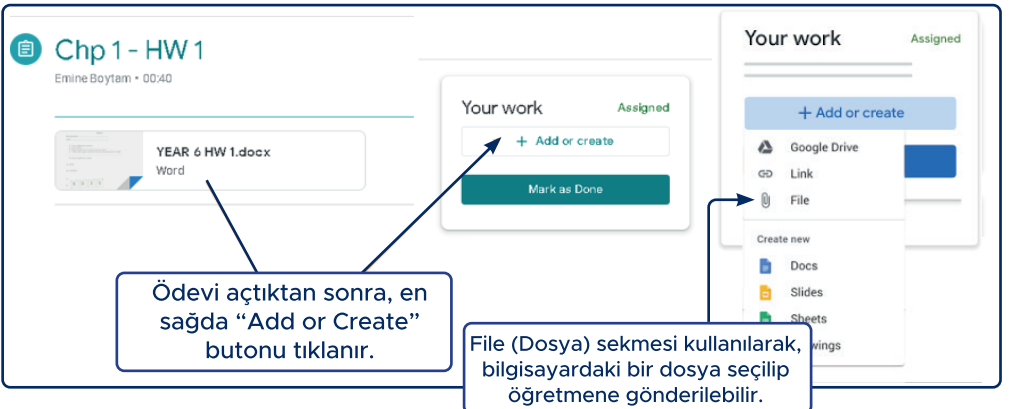 Chp 1 - HW 1
Emine Boytam • 00:40
YEAR 6 HW 1.docx
Word
Your work
Assigned
+ Add or create
Mark as Done
Your work
Assigned
+ Add or create
Google Drive
Link
File
Create new
Docs
Slides
Sheets
Ödevi açtıktan sonra, en
sağda “Add or Create”
butonu tıklanır.
File (Dosya) sekmesi kullanılarak,
bilgisayardaki bir dosya seçilip
öğretmene gönderilebilir.